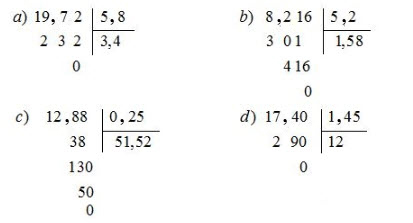 a) 19,7 2 5,8
2 3 2 3,4
0
b) 8,2 16 5,2
3 01 1,58
4 16
0
c) 12,88 0,25
38 51,52
130
50
0
d) 17,40 1,45
2 90 12
0